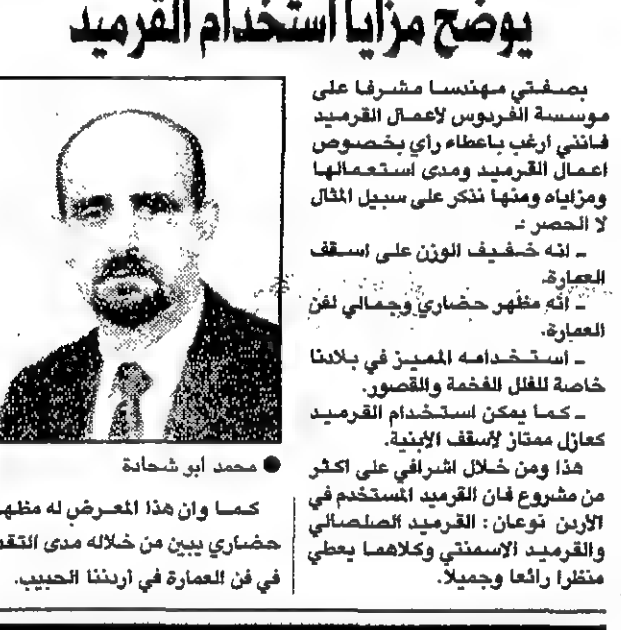 يوضح مزايا استخدام القرميد
بصفتي مهندسا مشرفا على
موسسة الفردوس لاعمال القرميد
فانني ارغب باعطاء رأي بخصوص
اعمال القرميد ومدى استعمالها
ومزاياه ومنها نذكر على سبيل المثال
لا الحصر :ـ
ـ انه خفيف الوزن على اسقف
العمارة.
ـ انه مظهر حضاري وجمالي لفن
العمارة.
ـ استخدامه المميز في بلادنا
خاصة للفلل الفخمة والقصور.
ـ كما يمكن استخدام القرميد
كعازل ممتاز لأسقف الابنية.
هذا ومن خلال اشرافي على اكثر
من مشروع فان القرميد المستخدم في
الأردن نوعان : القرميد الصلصالي
والقرميد الاسمنتي وكلاهما يعطي
منظرا رائعا وجميلا.
● محمد ابو شحادة
كما وان هذا المعرض له مظهر
حضاري يبين من خلاله مدى التقد
في فن العمارة في اردننا الحبيب.